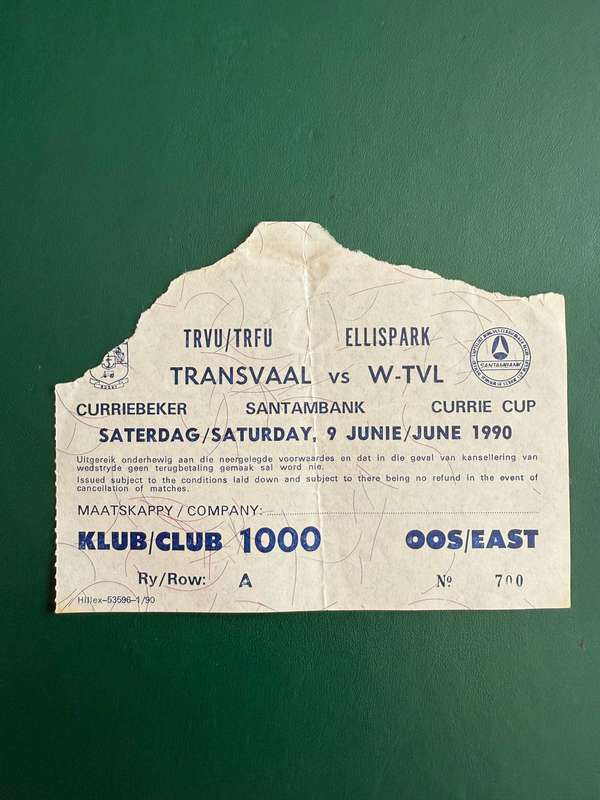 TRVU/TRFU ELLISPARK
TRANSVAAL vs W-TVL
SANTAMBANK
RUGBY
CURRIEBEKER SANTAMBANK CURRIE CUP
SATERDAG/SATURDAY, 9 JUNIE/JUNE 1990
Uitgereik onderhewig aan die neergelegde voorwaardes en dat in die geval van kansellering van
wedstryde geen terugbetaling gemaak sal word nie.
Issued subject to the conditions laid down and subject to there being no refund in the event of
cancellation of matches.
MAATSKAPPY / COMPANY:
KLUB/CLUB 1000 OOS/EAST
Ry/Row: A No 700
Hillex-53596-1/90